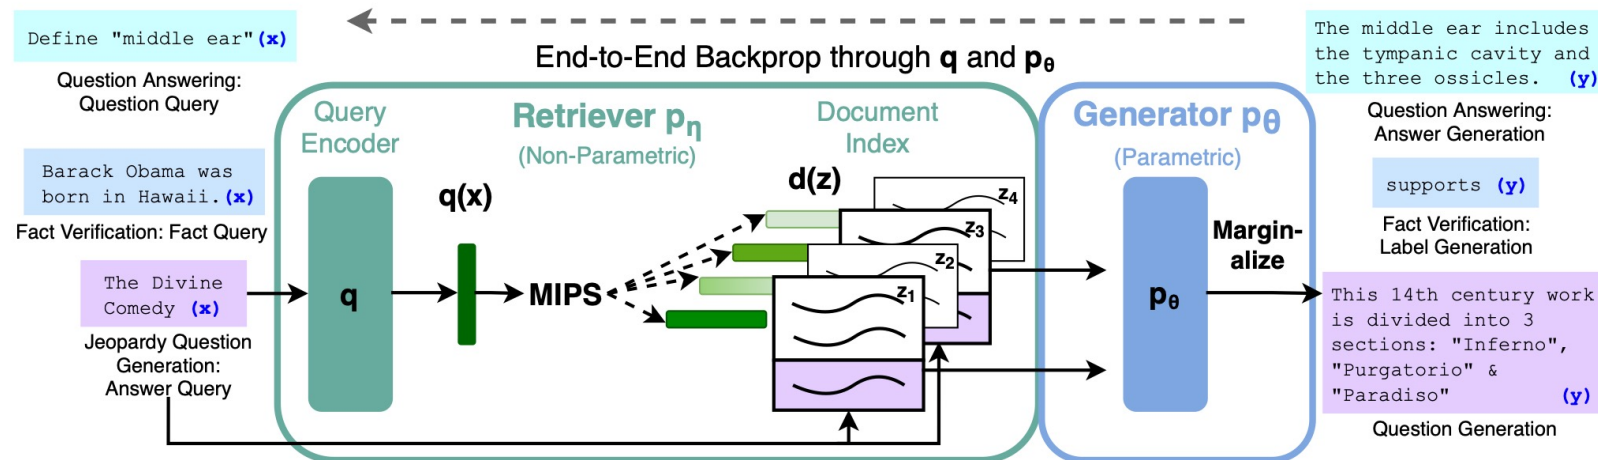 Define "middle ear"(x)
Question Answering:
Question Query
Barack Obama was
born in Hawaii.(x)
Fact Verification: Fact Query
The Divine
Comedy (x)
Jeopardy Question
Generation:
Answer Query
End-to-End Backprop through q and pθ
Query
Encoder
q
q(x)
Retriever pη
(Non-Parametric)
MIPS
Document
Index
d(z)
z4
z3
z2
z1
Generator pθ
(Parametric)
pθ
Margin-
alize
The middle ear includes
the tympanic cavity and
the three ossicles. (y)
Question Answering:
Answer Generation
supports (y)
Fact Verification:
Label Generation
This 14th century work
is divided into 3
sections: "Inferno",
"Purgatorio" &
"Paradiso" (y)
Question Generation